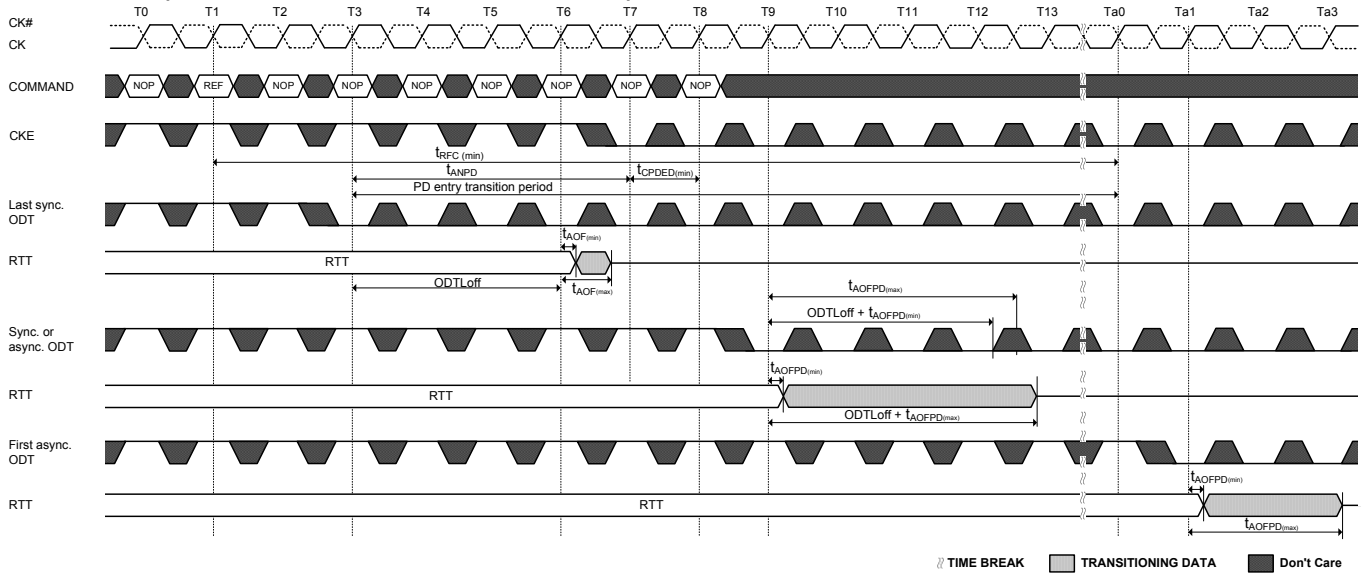 T0 T1 T2 T3 T4 T5 T6 T7 T8 T9 T10 T11 T12 T13 Ta0 Ta1 Ta2 Ta3
CK#
CK
COMMAND NOP REF NOP NOP NOP NOP NOP NOP NOP
CKE
tRFC (min)
tANPD tCPDED(min)
PD entry transition period
Last sync.
ODT
tAOF(min)
RTT RTT
ODTLoff tAOF(max)
tAOFPD(max)
ODTLoff + tAOFPD(min)
Sync. or
async. ODT
tAOFPD(min)
RTT RTT
ODTLoff + tAOFPD(max)
First async.
ODT
tAOFPD(min)
RTT RTT
tAOFPD(max)
TIME BREAK TRANSITIONING DATA Don't Care